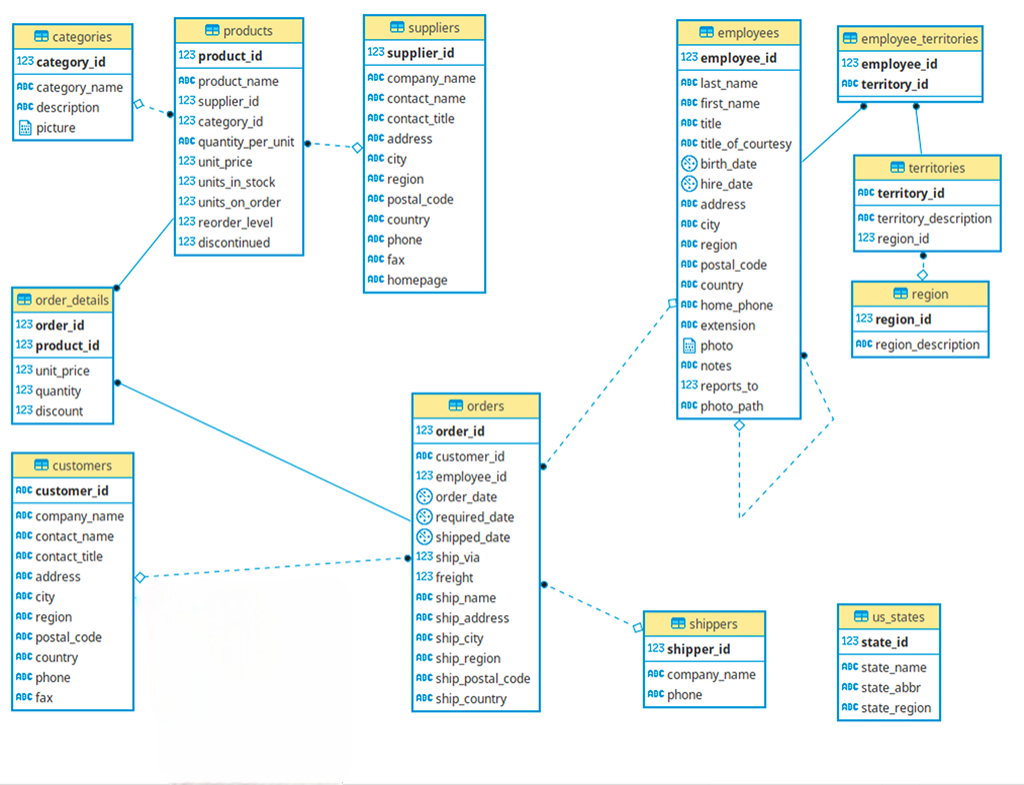 categories
123 category_id
ABC category_name
ABC description
picture
products
123 product_id
ABC product_name
123 supplier_id
123 category_id
ABC quantity_per_unit
123 unit_price
123 units_in_stock
123 units_on_order
123 reorder_level
123 discontinued
suppliers
123 supplier_id
ABC company_name
ABC contact_name
ABC contact_title
ABC address
ABC city
ABC region
ABC postal_code
ABC country
ABC phone
ABC fax
ABC homepage
employees
123 employee_id
ABC last_name
ABC first_name
ABC title
ABC title_of_courtesy
birth_date
hire_date
ABC address
ABC city
ABC region
ABC postal_code
ABC country
ABC home_phone
ABC extension
photo
ABC notes
123 reports_to
ABC photo_path
employee_territories
123 employee_id
ABC territory_id
territories
ABC territory_id
ABC territory_description
123 region_id
region
123 region_id
ABC region_description
order_details
123 order_id
123 product_id
123 unit_price
123 quantity
123 discount
customers
ABC customer_id
ABC company_name
ABC contact_name
ABC contact_title
ABC address
ABC city
ABC region
ABC postal_code
ABC country
ABC phone
ABC fax
orders
123 order_id
ABC customer_id
123 employee_id
order_date
required_date
shipped_date
123 ship_via
123 freight
ABC ship_name
ABC ship_address
ABC ship_city
ABC ship_region
ABC ship_postal_code
ABC ship_country
shippers
123 shipper_id
ABC company_name
ABC phone
us_states
123 state_id
ABC state_name
ABC state_abbr
ABC state_region